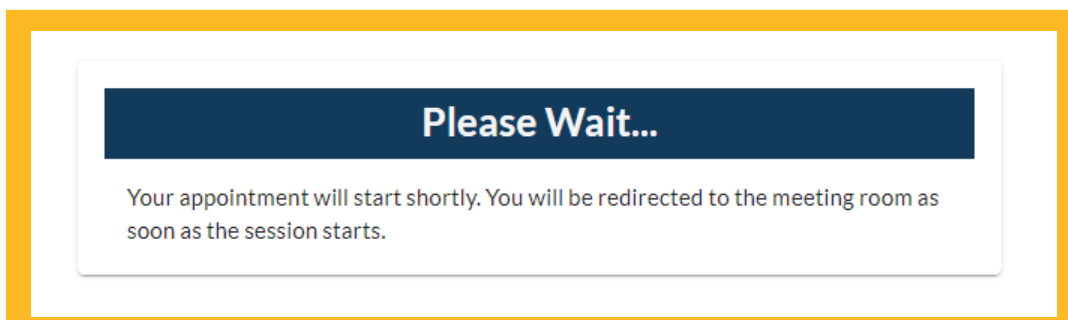 Please Wait...
Your appointment will start shortly. You will be redirected to the meeting room as
soon as the session starts.